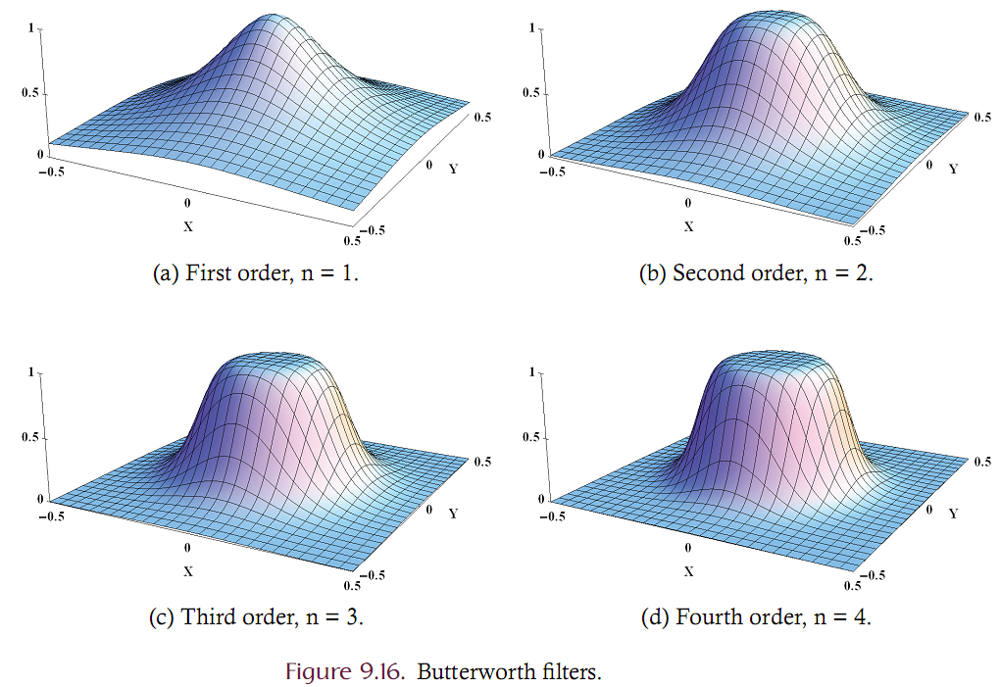 1
0.5
0
−0.5
0
X
0.5
−0.5
0
Y
0.5
(a) First order, n = 1.
1
0.5
0
−0.5
0
X
0.5
−0.5
0
Y
0.5
(b) Second order, n = 2.
1
0.5
0
−0.5
0
X
0.5
−0.5
0
Y
0.5
(c) Third order, n = 3.
1
0.5
0
−0.5
0
X
0.5
−0.5
0
Y
0.5
(d) Fourth order, n = 4.
Figure 9.16. Butterworth filters.